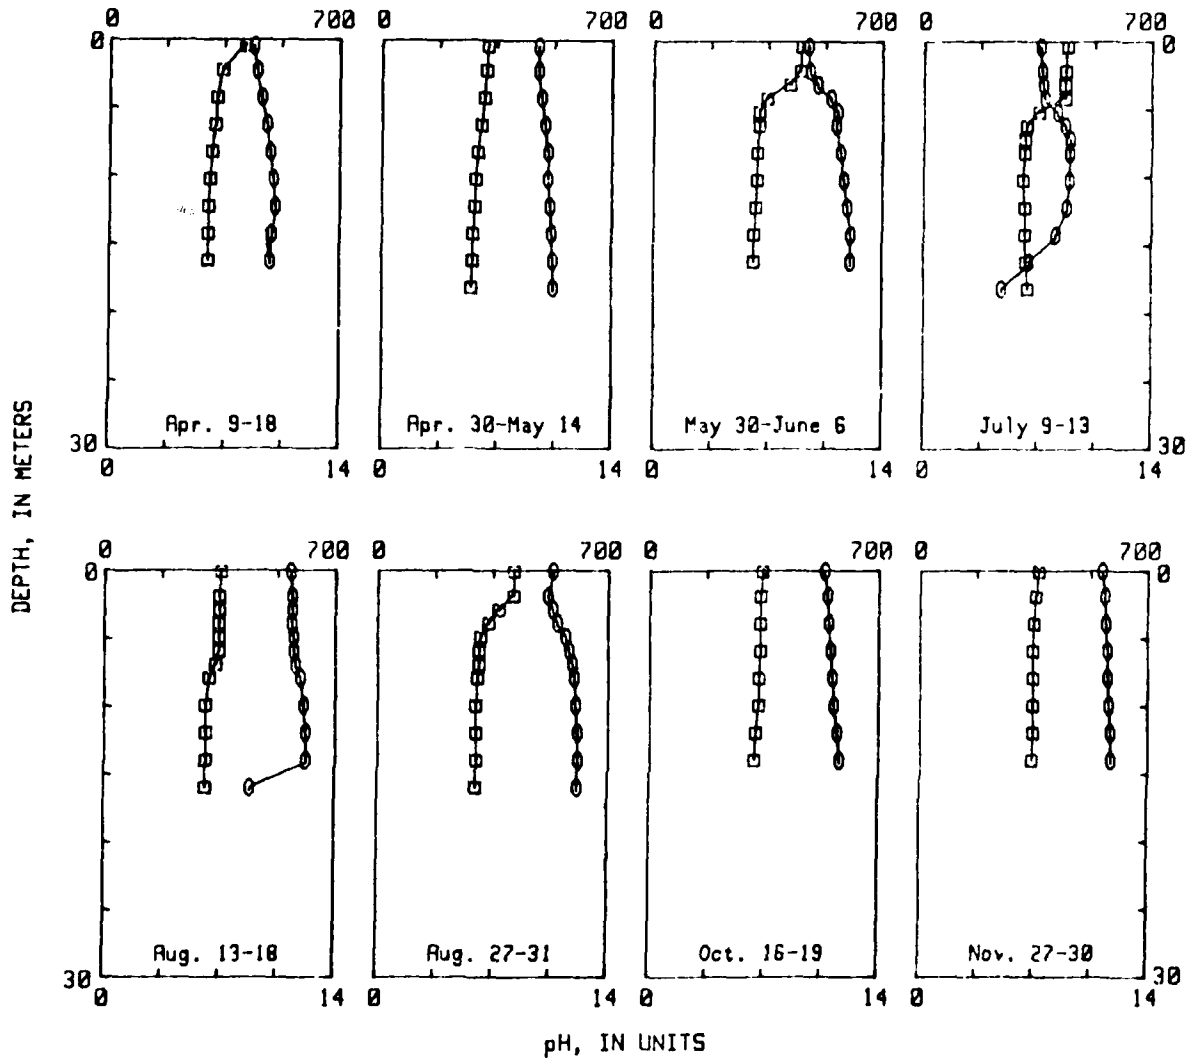 0 700 0 700 0 700 0 700
0 0
Apr. 9-18 Apr. 30-May 14 May 30-June 6 July 9-13
30 30
0 14 0 14 0 14 0 14
DEPTH, IN METERS
0 700 0 700 0 700 0 700
0 0
Aug. 13-18 Aug. 27-31 Oct. 16-19 Nov. 27-30
30 30
0 14 0 14 0 14 0 14
pH, IN UNITS